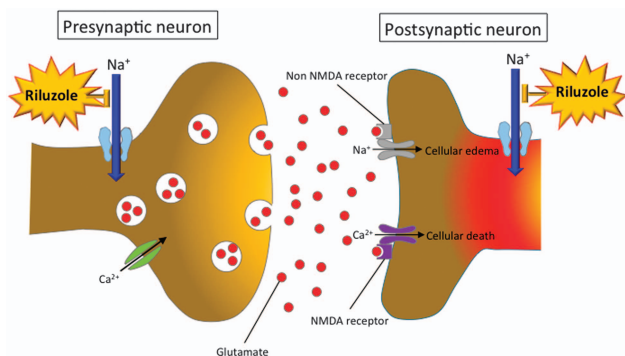 Presynaptic neuron
Postsynaptic neuron
Na+
Na+
Riluzole
Riluzole
Non NMDA receptor
Na+
Cellular edema
Ca2+
Cellular death
Ca2+
NMDA receptor
Glutamate